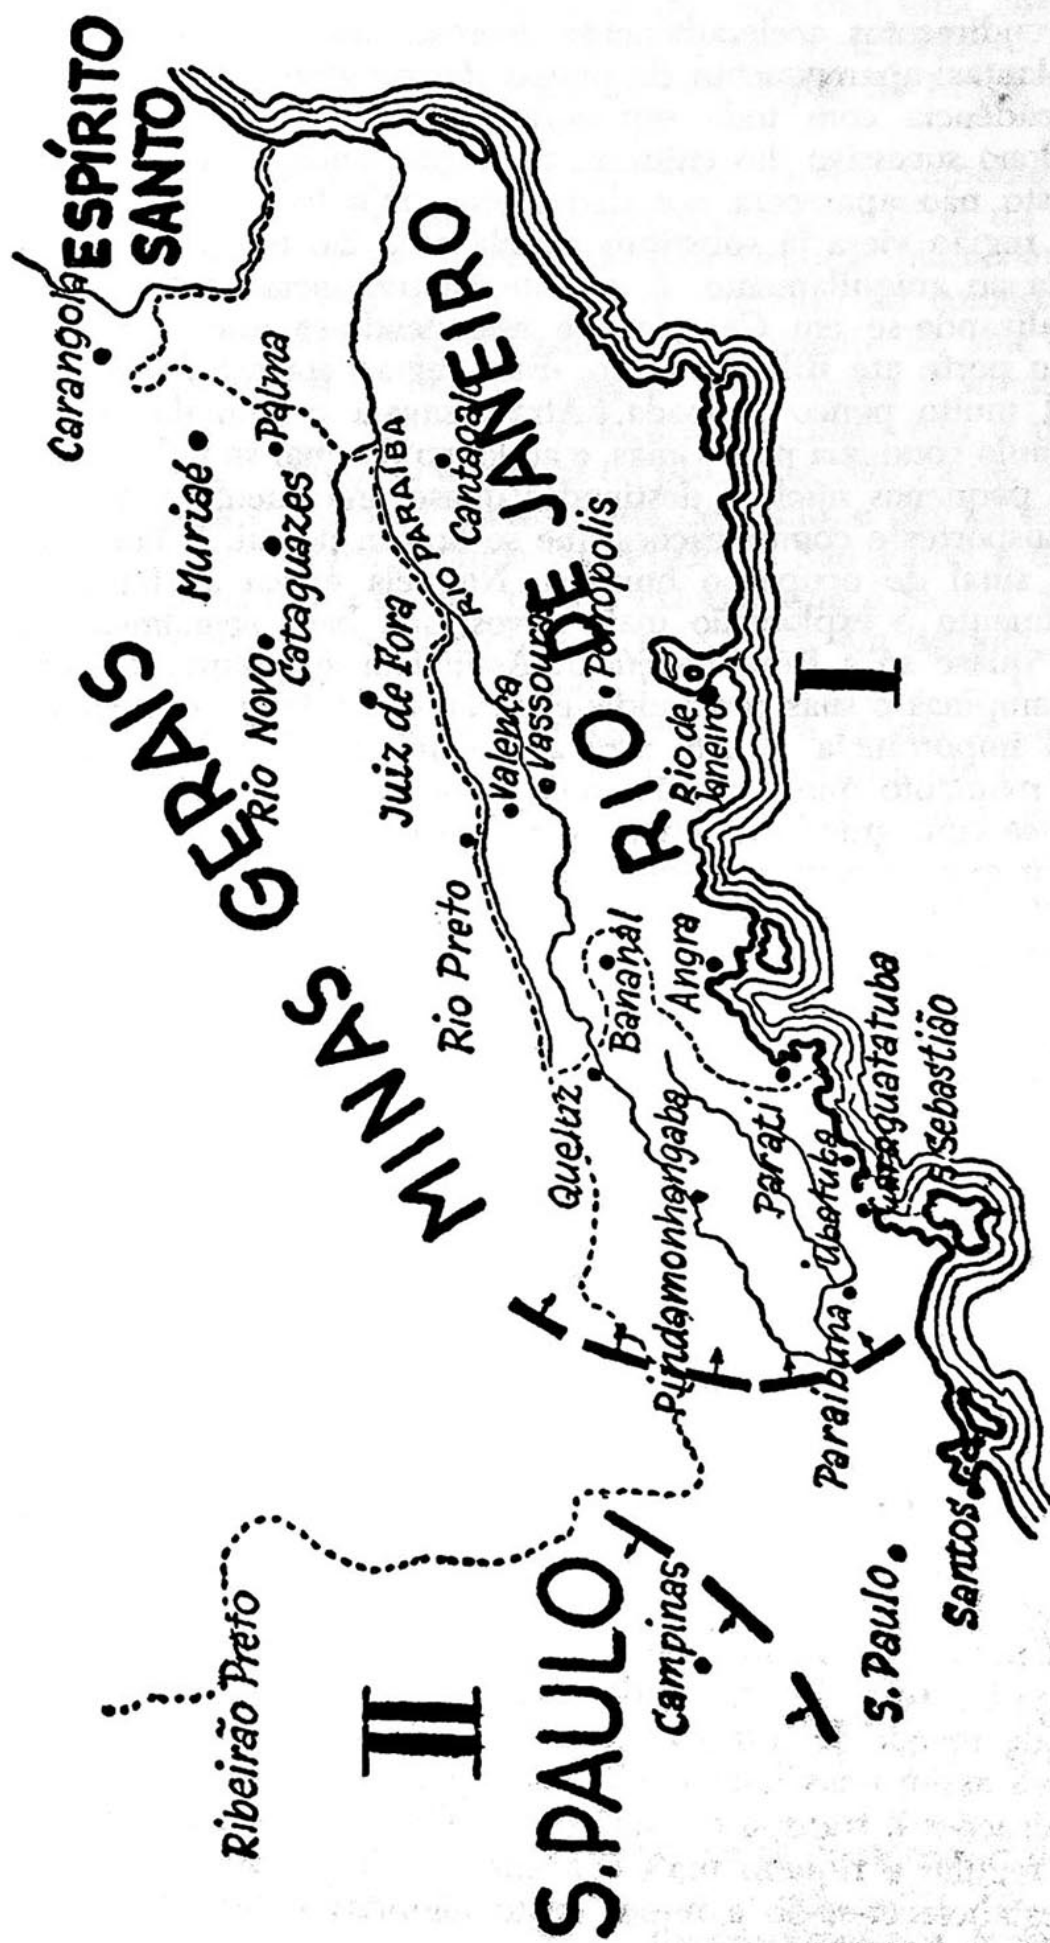 ESPÍRITO
SANTO
Carangola
Muriaé
Palma
Cataguazes
Rio Novo
MINAS GERAIS
Juiz de Fora
RIO PARAÍBA
Cantagalo
RIO DE JANEIRO
Valença
Vassouras
Petrópolis
Rio Preto
Rio de
Janeiro
I
Bananal
Angra
Queluz
Parati
Pindamonhangaba
Ubatuba
Caraguatatuba
S. Sebastião
Paraibuna
Ribeirão Preto
II
S. PAULO
Campinas
S. Paulo
Santos